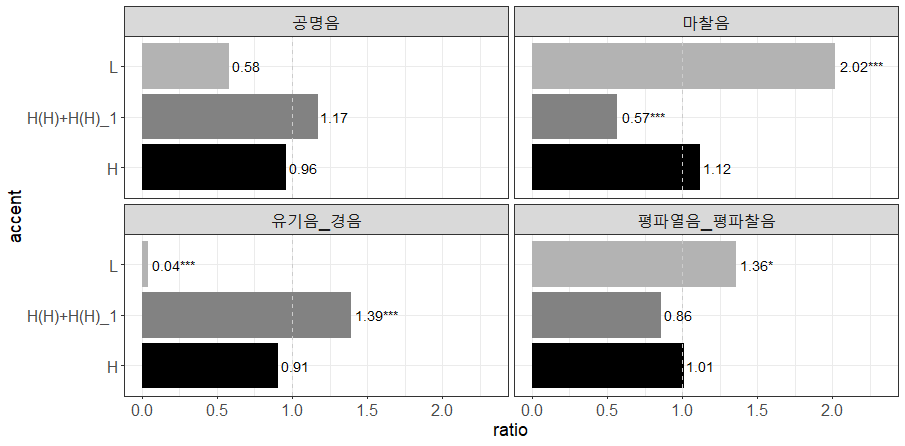 공명음
마찰음
L
0.58
2.02***
H(H)+H(H)_1
1.17
0.57***
H
0.96
1.12
accent
유기음_경음
평파열음_평파찰음
L
0.04***
1.36*
H(H)+H(H)_1
1.39***
0.86
H
0.91
1.01
0.0 0.5 1.0 1.5 2.0
0.0 0.5 1.0 1.5 2.0
ratio